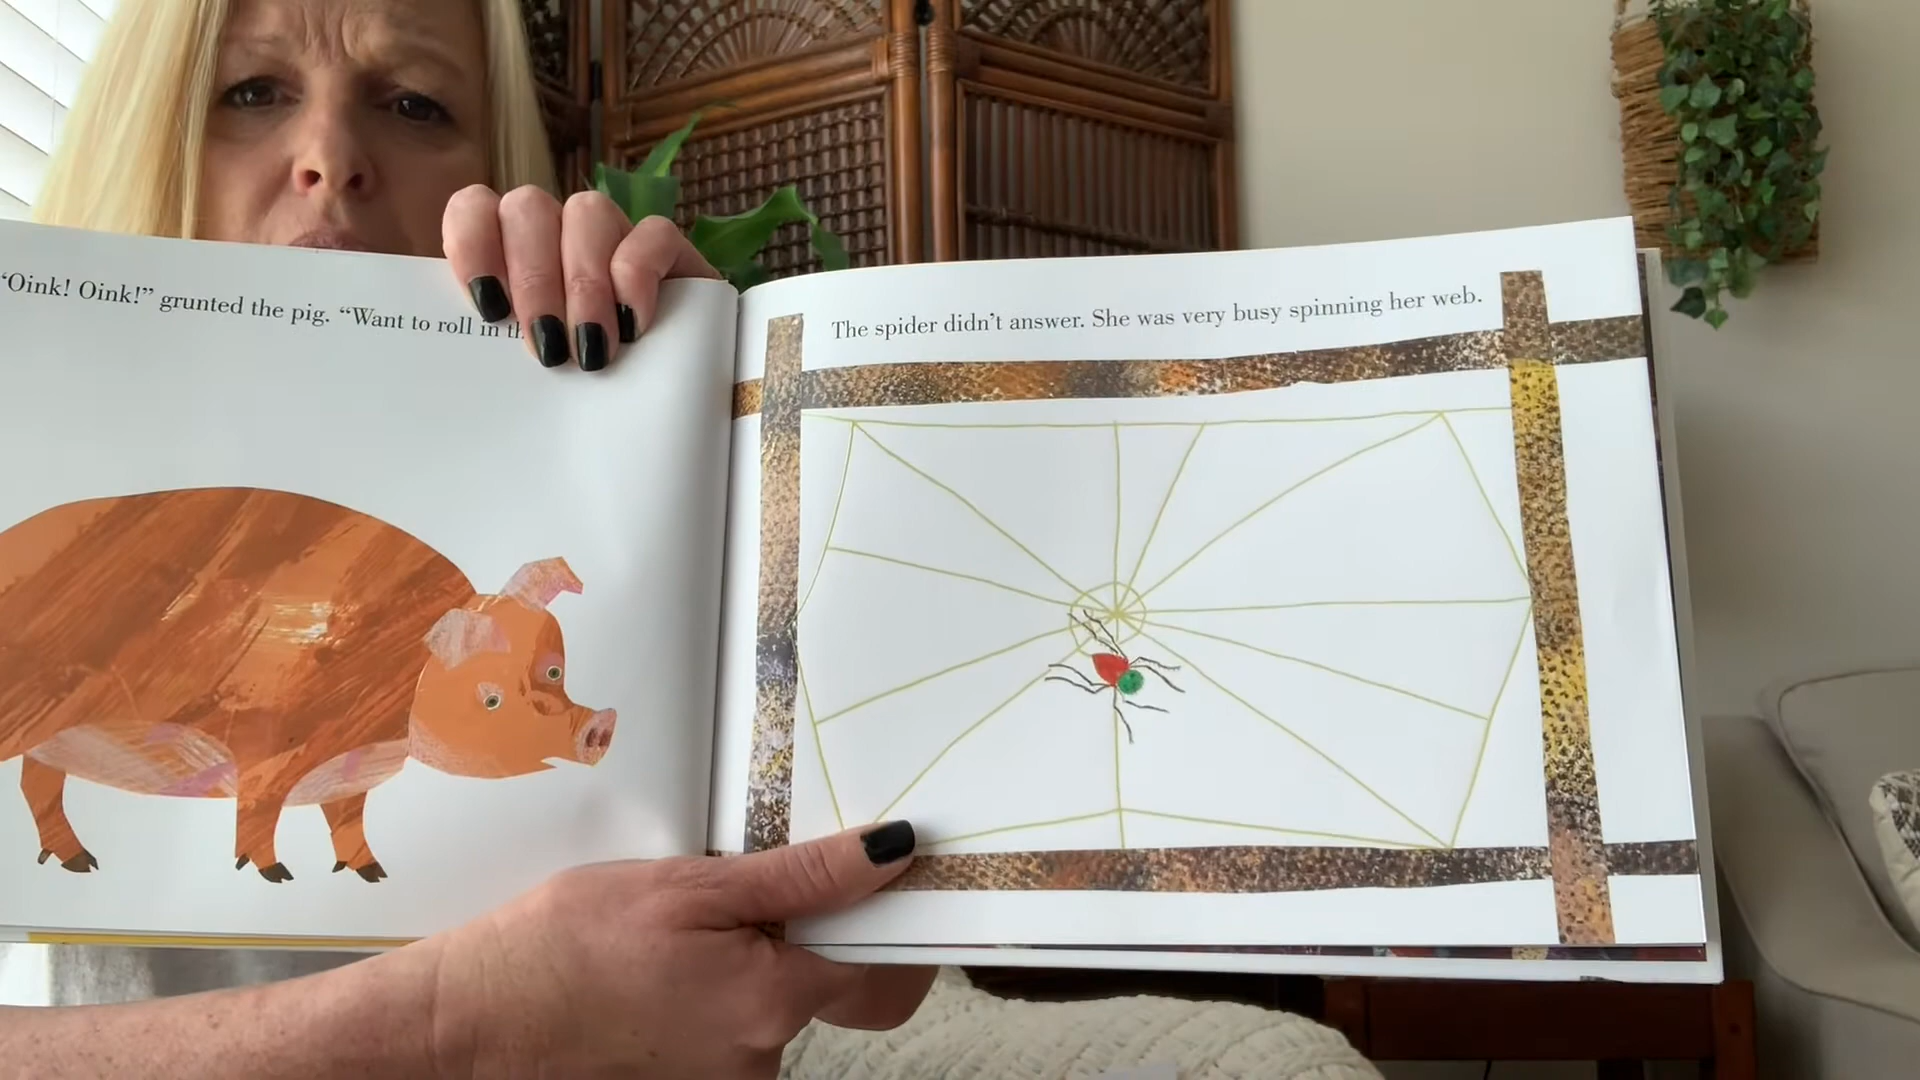 “Oink! Oink!” grunted the pig. “Want to roll in
The spider didn’t answer. She was very busy spinning her web.